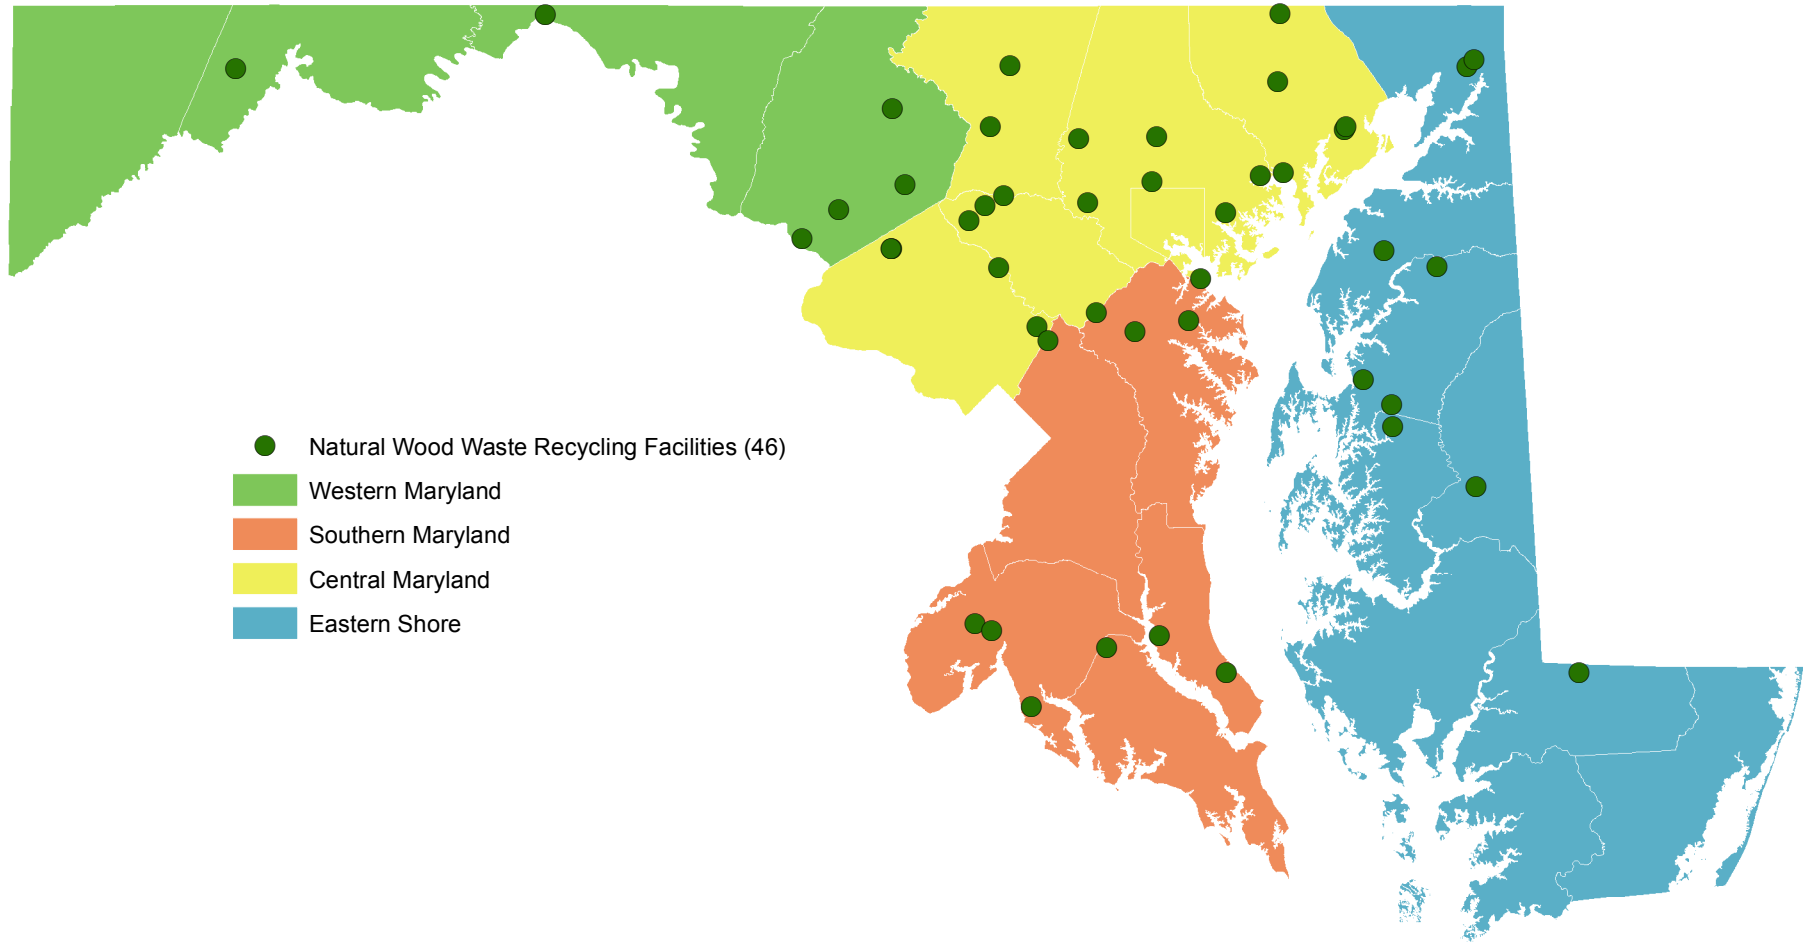 Natural Wood Waste Recycling Facilities (46)
Western Maryland
Southern Maryland
Central Maryland
Eastern Shore